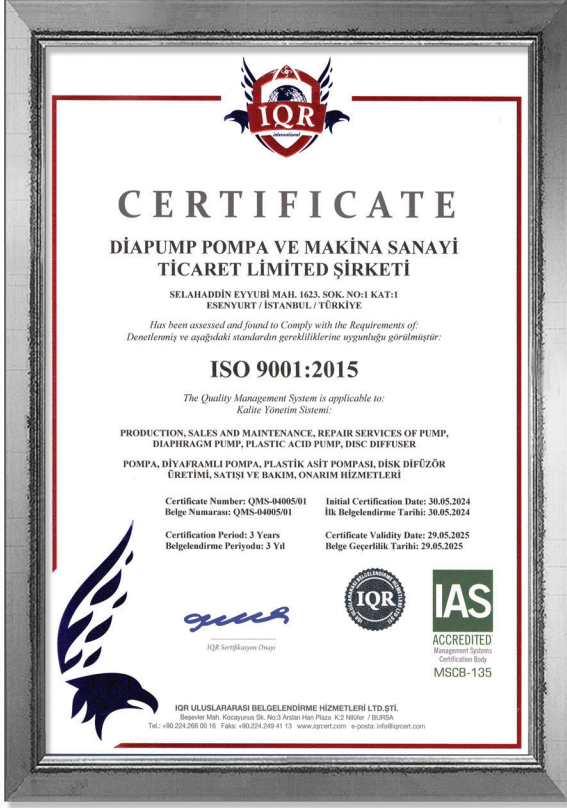 IQR
international
CERTIFICATE
DİAPUMP POMPA VE MAKİNA SANAYİ
TİCARET LİMİTED ŞİRKETİ
SELAHADDİN EYYUBİ MAH. 1623. SOK. NO:1 KAT:1
ESENYURT / İSTANBUL / TÜRKİYE
Has been assessed and found to Comply with the Requirements of:
Denetlenmiş ve aşağıdaki standardın gerekliliklerine uygunluğu görülmüştür:
ISO 9001:2015
The Quality Management System is applicable to:
Kalite Yönetim Sistemi:
PRODUCTION, SALES AND MAINTENANCE, REPAIR SERVICES OF PUMP,
DIAPHRAGM PUMP, PLASTIC ACID PUMP, DISC DIFFUSER
POMPA, DİYAFRAMLI POMPA, PLASTİK ASİT POMPASI, DİSK DİFÜZÖR
ÜRETİMİ, SATIŞI VE BAKIM, ONARIM HİZMETLERİ
Certificate Number: QMS-04005/01 Initial Certification Date: 30.05.2024
Belge Numarası: QMS-04005/01 İlk Belgelendirme Tarihi: 30.05.2024
Certification Period: 3 Years Certificate Validity Date: 29.05.2025
Belgelendirme Periyodu: 3 Yıl Belge Geçerlilik Tarihi: 29.05.2025
IQR Sertifikasyon Onayı
IQR ULUSLARARASI BELGELENDİRME HİZMETLERİ LTD.ŞTİ.
IQR
IAS
ACCREDITED
Management Systems
Certification Body
MSCB-135
IQR ULUSLARARASI BELGELENDİRME HİZMETLERİ LTD.ŞTİ.
Beşevler Mah. Kocayunus Sk. No:3 Arslan Han Plaza K:2 Nilüfer / BURSA
Tel.: +90.224.266 00 16 Faks: +90.224.249 41 13 www.iqrcert.com e-posta: info@iqrcert.com